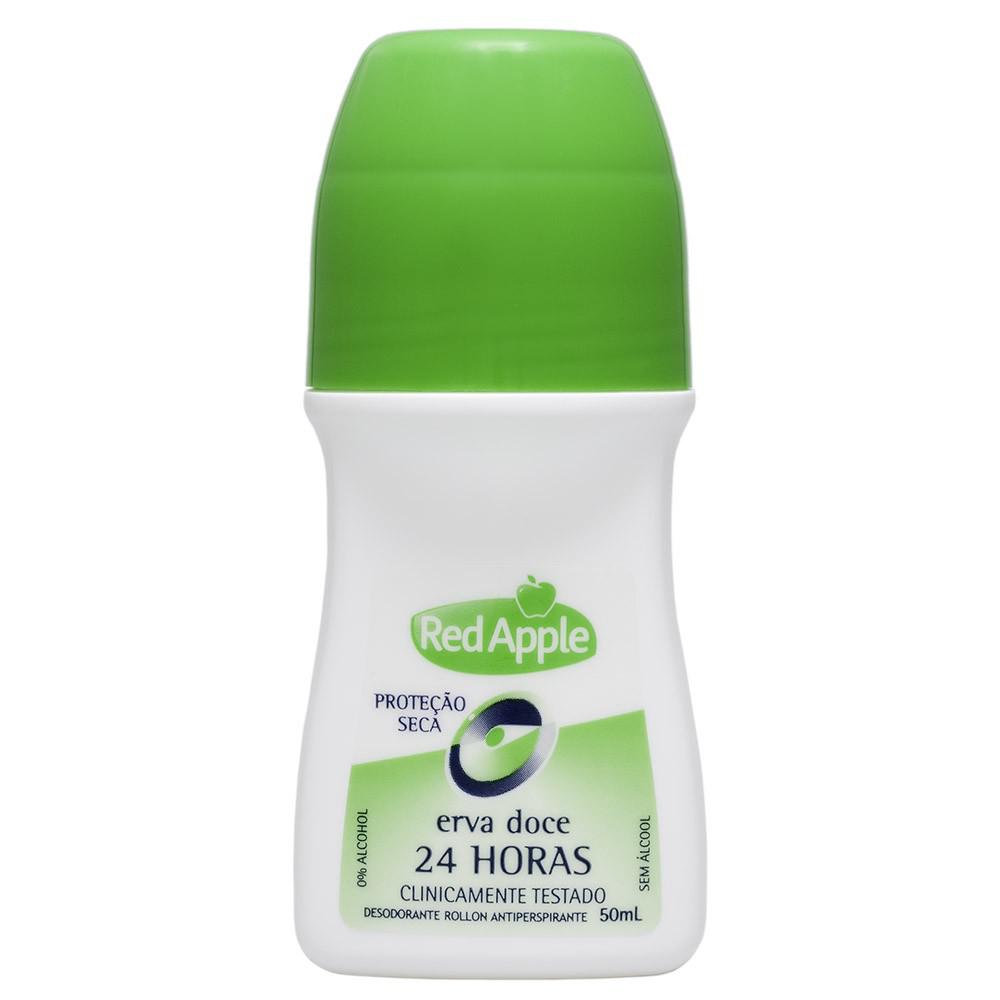 Red Apple
PROTEÇÃO
SECA
erva doce
24 HORAS
CLINICAMENTE TESTADO
DESODORANTE ROLLON ANTIPERSPIRANTE 50mL
0% ALCOHOL
SEM ÁLCOOL